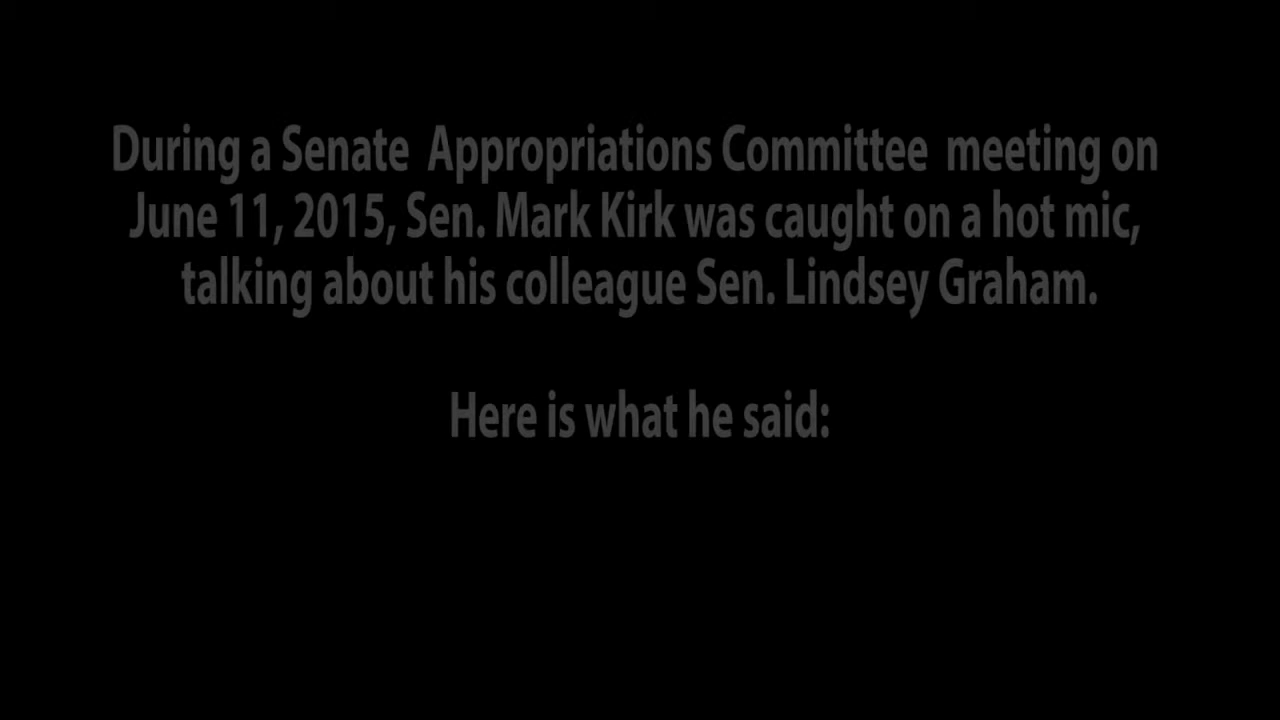 During a Senate Appropriations Committee meeting on
June 11, 2015, Sen. Mark Kirk was caught on a hot mic,
talking about his colleague Sen. Lindsey Graham.
Here is what he said: